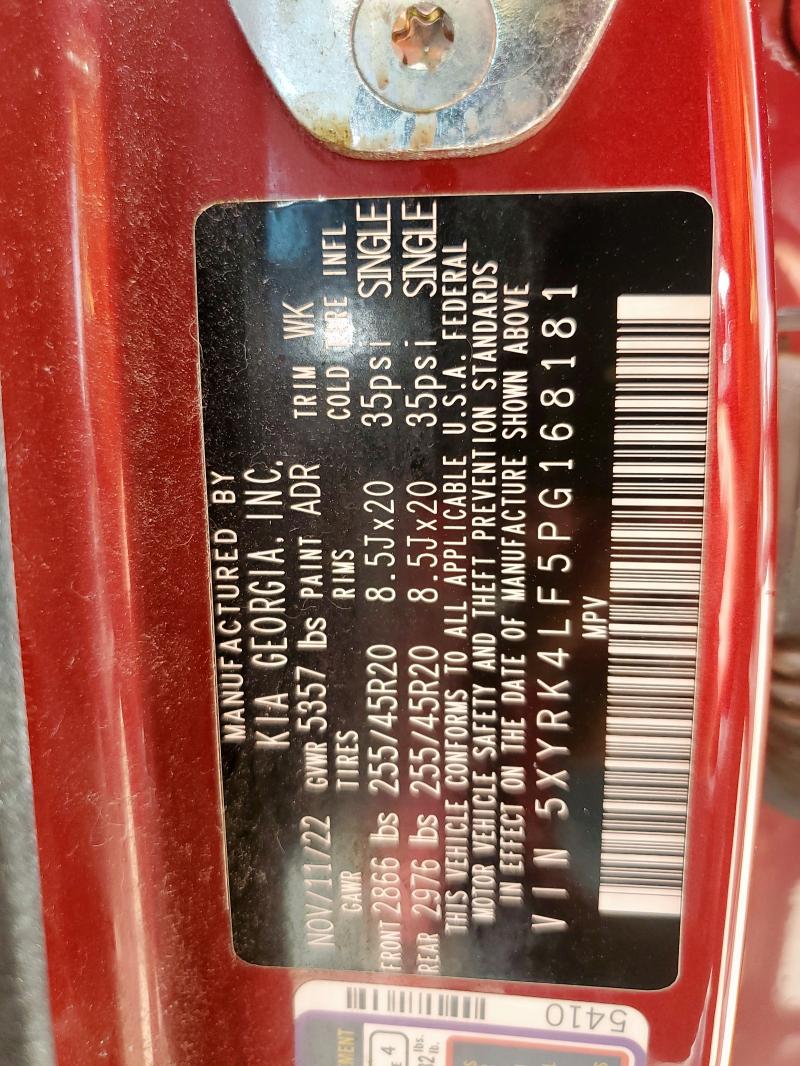 MANUFACTURED BY
KIA GEORGIA, INC.
NOV/11/22 GVWR 5357 lbs PAINT ADR TRIM WK
GAWR TIRES RIMS COLD TIRE INFL
FRONT 2866 lbs 255/45R20 8.5Jx20 35psi SINGLE
REAR 2976 lbs 255/45R20 8.5Jx20 35psi SINGLE
THIS VEHICLE CONFORMS TO ALL APPLICABLE U.S.A. FEDERAL
MOTOR VEHICLE SAFETY AND THEFT PREVENTION STANDARDS
IN EFFECT ON THE DATE OF MANUFACTURE SHOWN ABOVE
VIN 5XYRK4LF5PG168181
MPV
5410